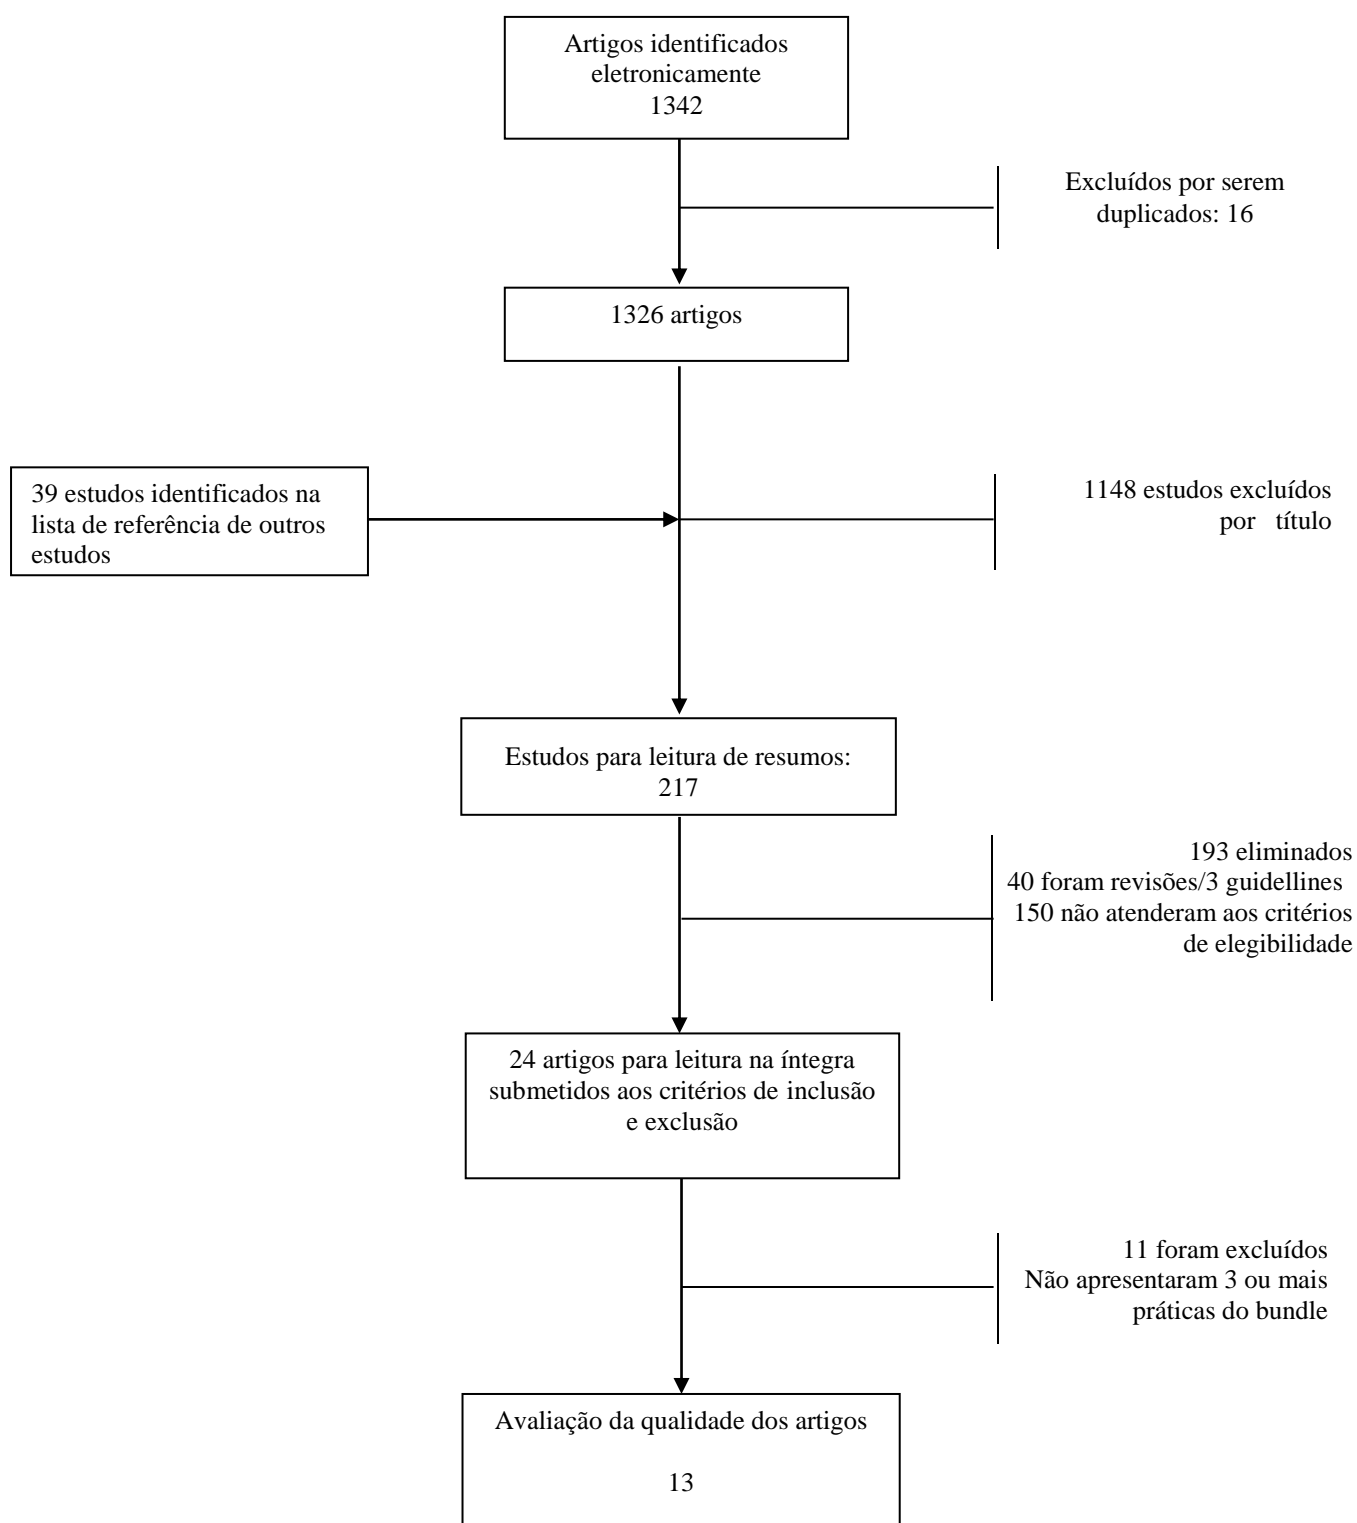 Artigos identificados
eletronicamente
1342
Excluídos por serem
duplicados: 16
1326 artigos
39 estudos identificados na
lista de referência de outros
estudos
1148 estudos excluídos
por título
Estudos para leitura de resumos:
217
193 eliminados
40 foram revisões/3 guidellines
150 não atenderam aos critérios
de elegibilidade
24 artigos para leitura na íntegra
submetidos aos critérios de inclusão
e exclusão
11 foram excluídos
Não apresentaram 3 ou mais
práticas do bundle
Avaliação da qualidade dos artigos
13